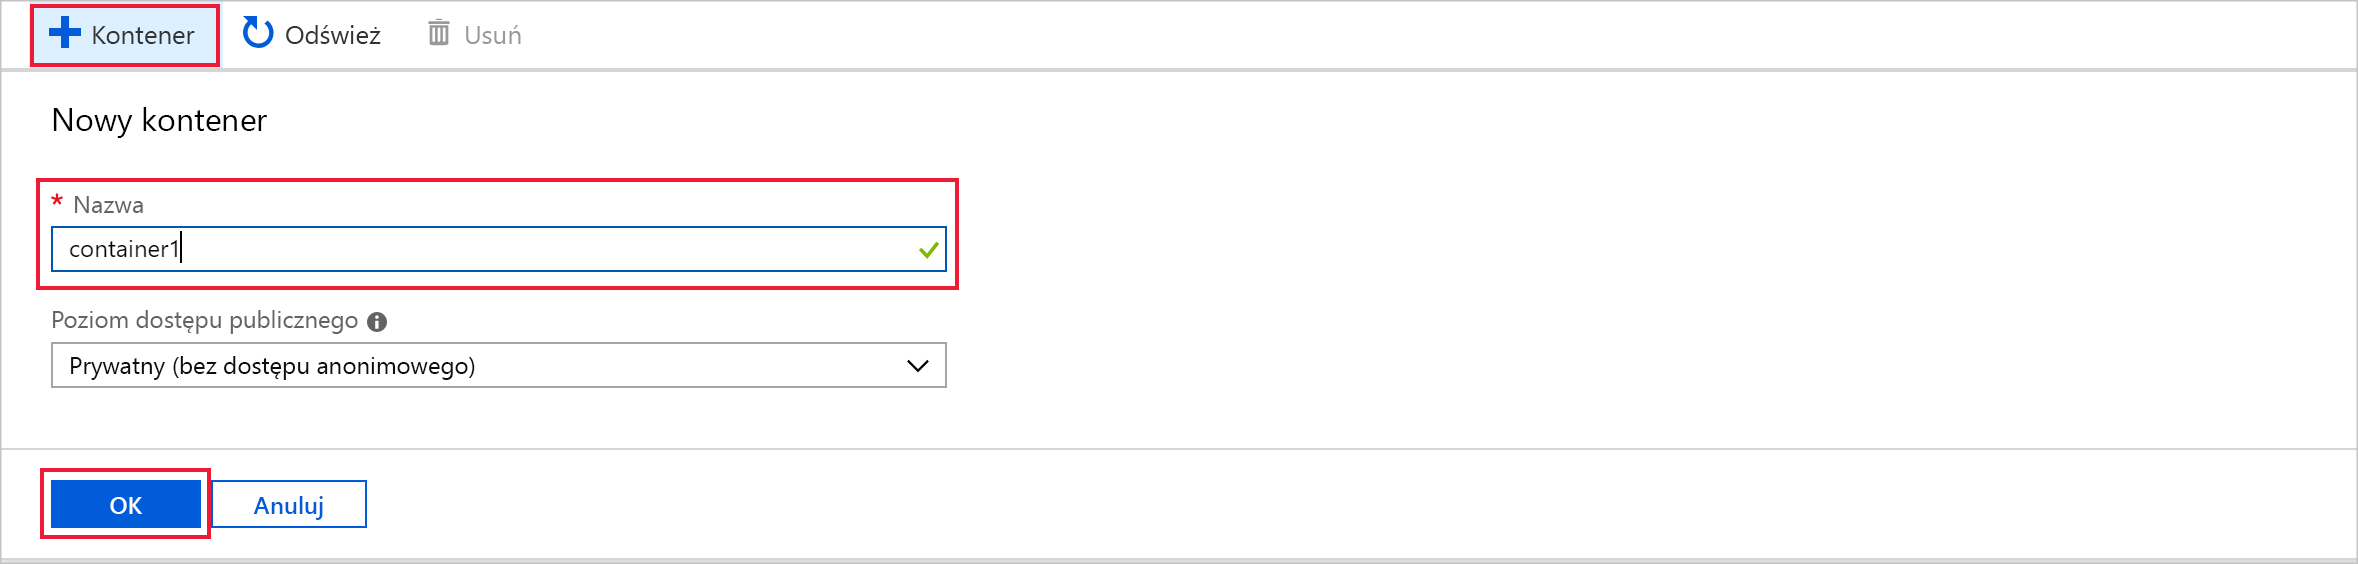 Kontener Odśwież Usuń
Nowy kontener
* Nazwa
container1
Poziom dostępu publicznego
Prywatny (bez dostępu anonimowego)
OK Anuluj